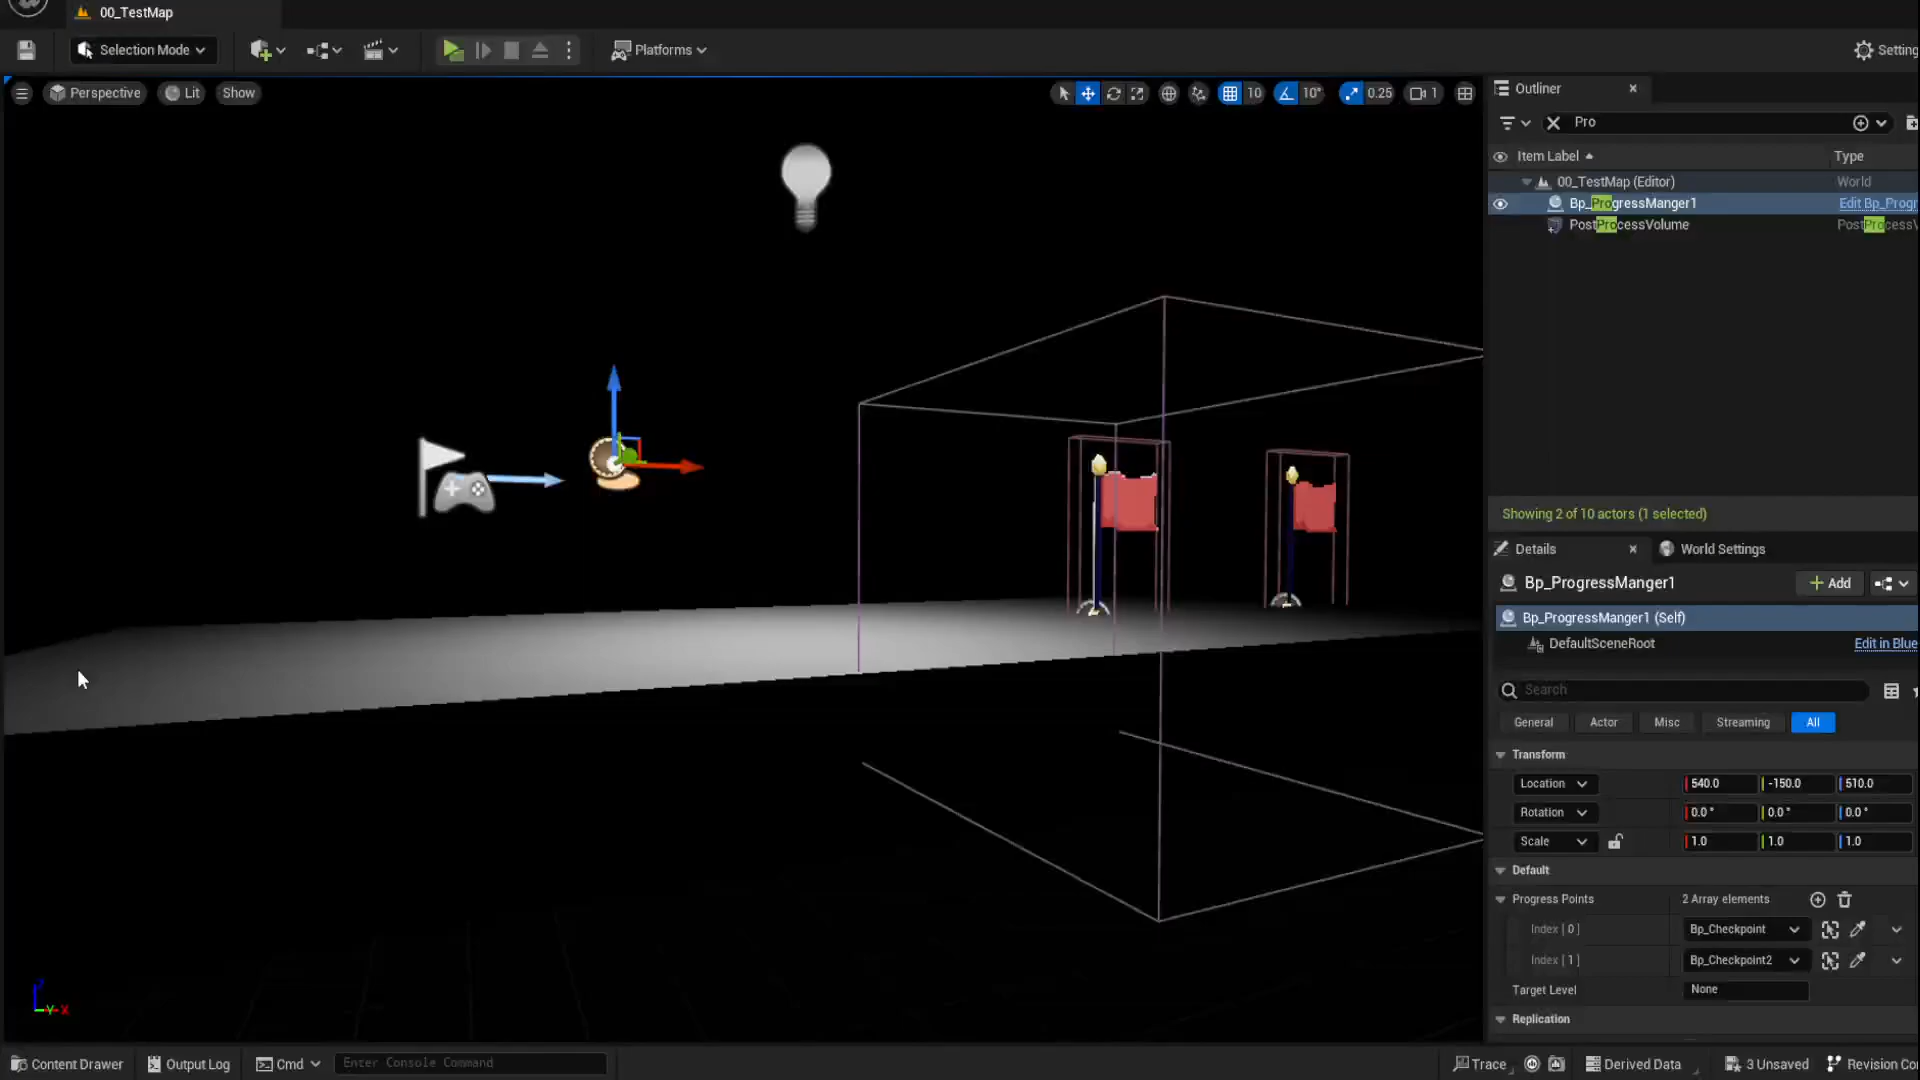 00_TestMap
Selection Mode
Platforms
Setting
Perspective
Lit
Show
10
10°
0.25
1
Outliner
Pro
Item Label
Type
00_TestMap (Editor)
World
Bp_ProgressManger1
Edit Bp_Progr
PostProcessVolume
PostProcessV
Showing 2 of 10 actors (1 selected)
Details
World Settings
Bp_ProgressManger1
Add
Bp_ProgressManger1 (Self)
DefaultSceneRoot
Edit in Blue
Search
General
Actor
Misc
Streaming
All
Transform
Location
540.0
-150.0
510.0
Rotation
0.0°
0.0°
0.0°
Scale
1.0
1.0
1.0
Default
Progress Points
2 Array elements
Index [ 0 ]
Bp_Checkpoint
Index [ 1 ]
Bp_Checkpoint2
Target Level
None
Replication
Z
Y
X
Content Drawer
Output Log
Cmd
Enter Console Command
Trace
Derived Data
3 Unsaved
Revision Co